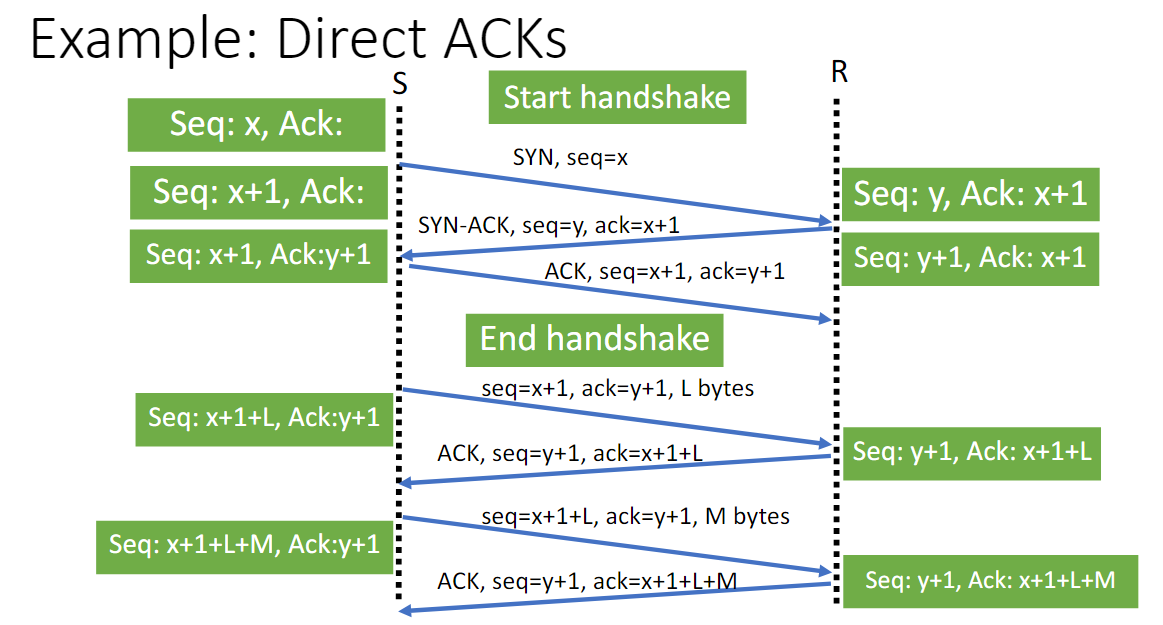 Example: Direct ACKs
S
R
Start handshake
Seq: x, Ack:
SYN, seq=x
Seq: x+1, Ack:
Seq: y, Ack: x+1
SYN-ACK, seq=y, ack=x+1
Seq: x+1, Ack:y+1
Seq: y+1, Ack: x+1
ACK, seq=x+1, ack=y+1
End handshake
seq=x+1, ack=y+1, L bytes
Seq: x+1+L, Ack:y+1
ACK, seq=y+1, ack=x+1+L
Seq: y+1, Ack: x+1+L
seq=x+1+L, ack=y+1, M bytes
Seq: x+1+L+M, Ack:y+1
ACK, seq=y+1, ack=x+1+L+M
Seq: y+1, Ack: x+1+L+M